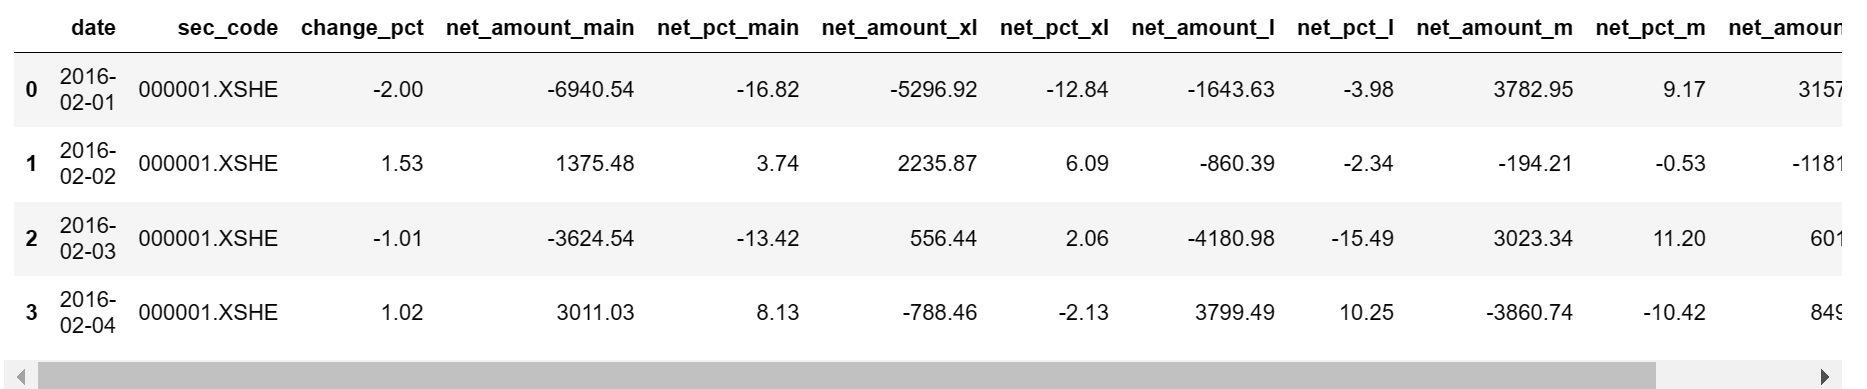 date sec_code change_pct net_amount_main net_pct_main net_amount_xl net_pct_xl net_amount_l net_pct_l net_amount_m net_pct_m net_amoun
0 2016-02-01 000001.XSHE -2.00 -6940.54 -16.82 -5296.92 -12.84 -1643.63 -3.98 3782.95 9.17 3157
1 2016-02-02 000001.XSHE 1.53 1375.48 3.74 2235.87 6.09 -860.39 -2.34 -194.21 -0.53 -1181
2 2016-02-03 000001.XSHE -1.01 -3624.54 -13.42 556.44 2.06 -4180.98 -15.49 3023.34 11.20 601
3 2016-02-04 000001.XSHE 1.02 3011.03 8.13 -788.46 -2.13 3799.49 10.25 -3860.74 -10.42 849